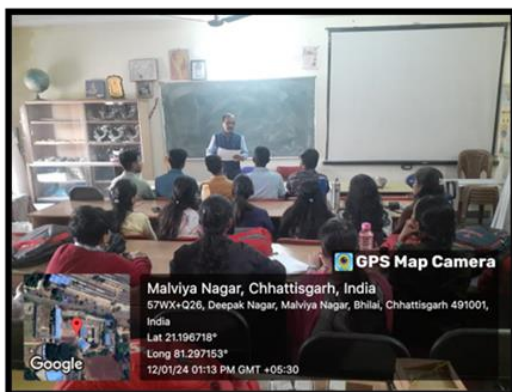 GPS Map Camera
Malviya Nagar, Chhattisgarh, India
57WX+Q26, Deepak Nagar, Malviya Nagar, Bhilai, Chhattisgarh 491001,
India
Lat 21.196718°
Long 81.297153°
12/01/24 01:13 PM GMT +05:30
Google